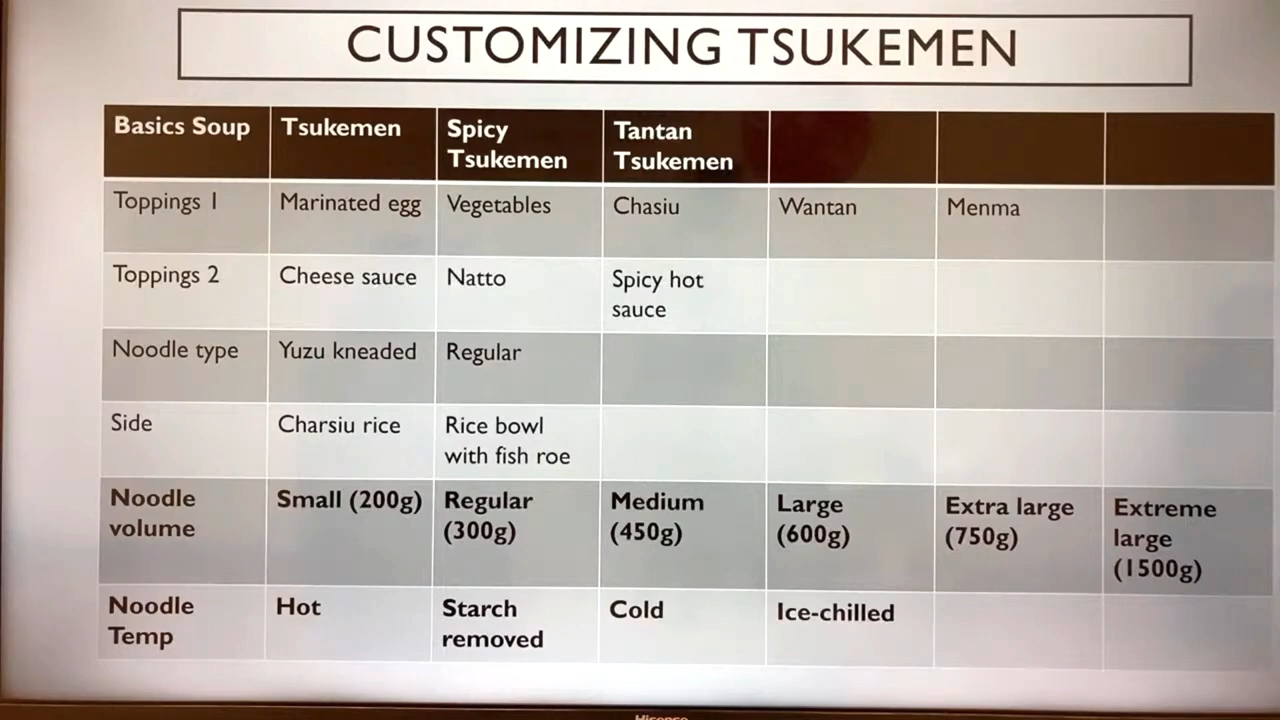 CUSTOMIZING TSUKEMEN
Basics Soup Tsukemen Spicy Tsukemen Tantan Tsukemen
Toppings 1 Marinated egg Vegetables Chasiu Wantan Menma
Toppings 2 Cheese sauce Natto Spicy hot sauce
Noodle type Yuzu kneaded Regular
Side Charsiu rice Rice bowl with fish roe
Noodle volume Small (200g) Regular (300g) Medium (450g) Large (600g) Extra large (750g) Extreme large (1500g)
Noodle Temp Hot Starch removed Cold Ice-chilled
Hisense